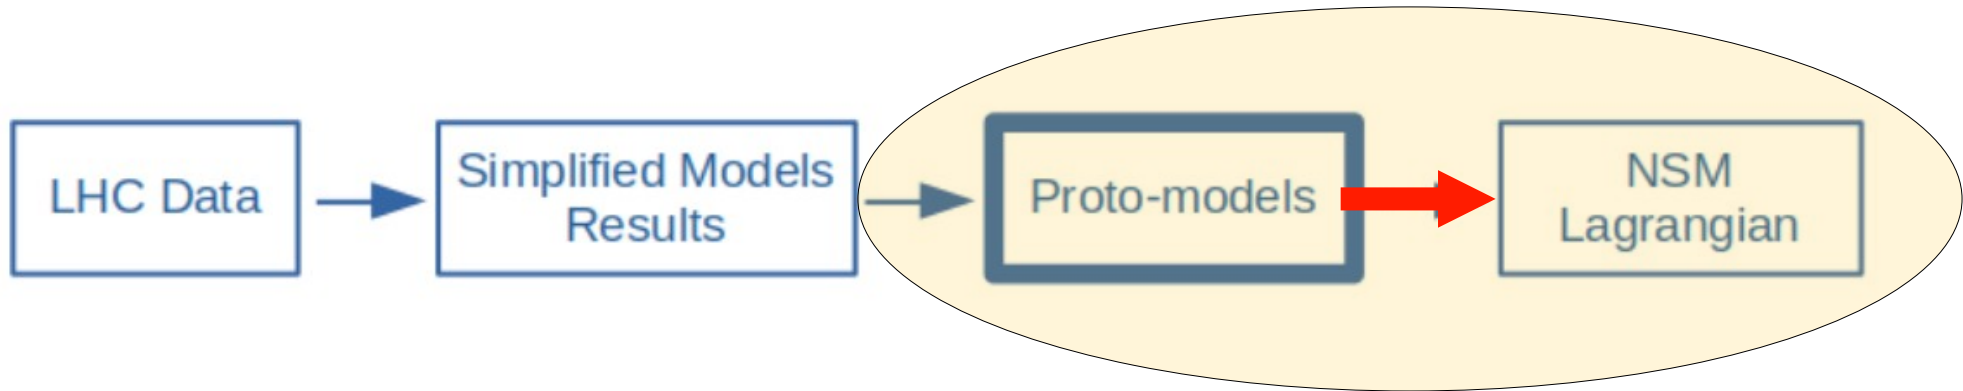 LHC Data
Simplified Models
Results
Proto-models
NSM
Lagrangian